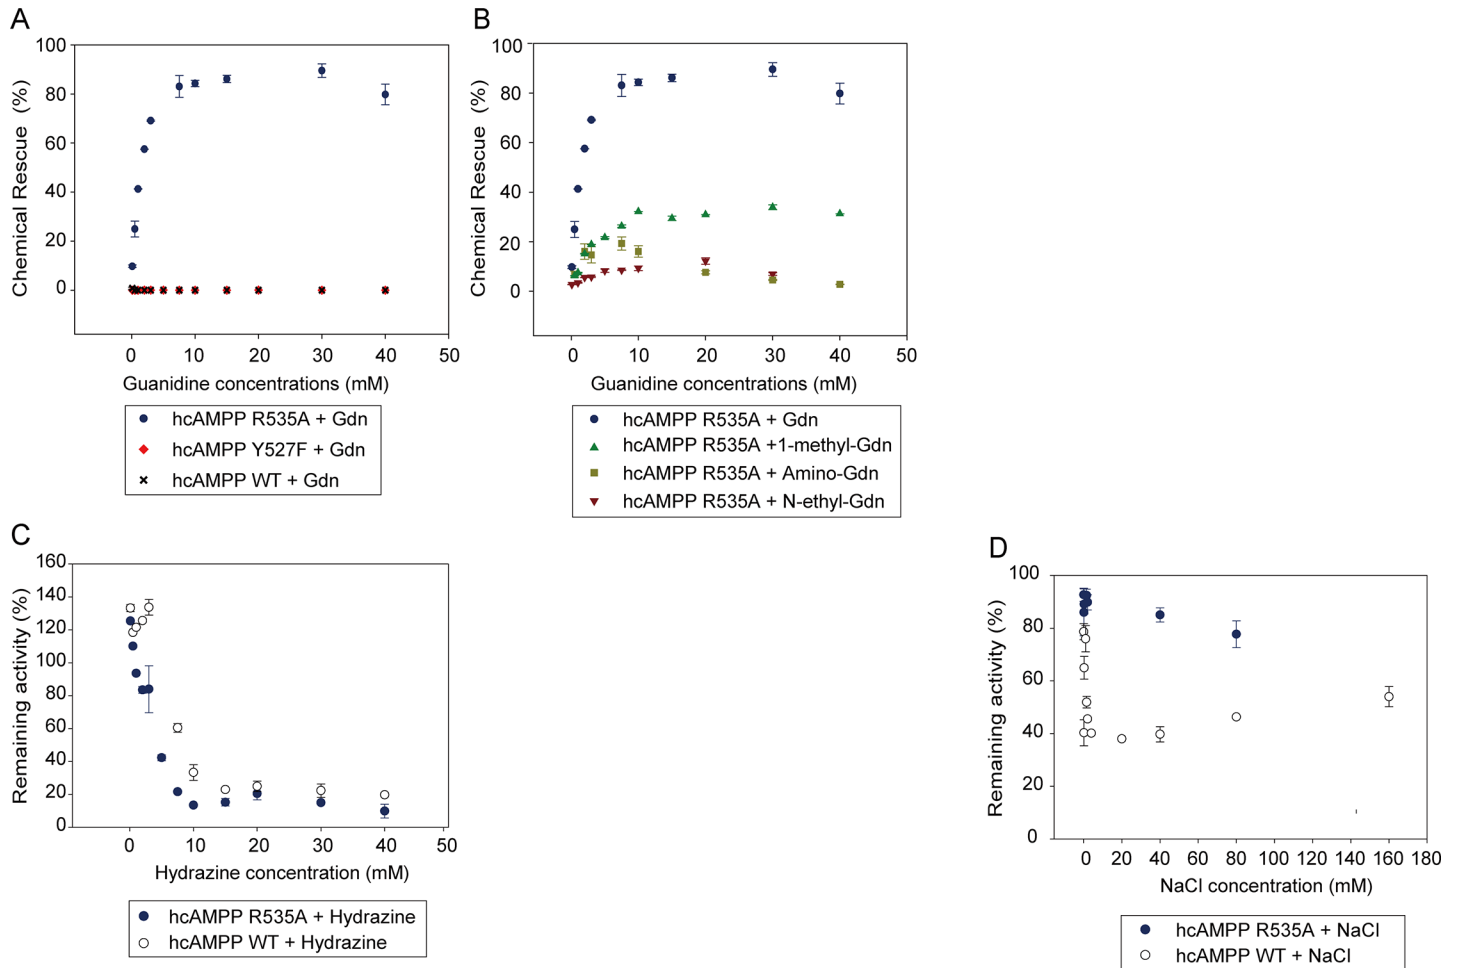 A
B
100
80
60
40
20
0
Chemical Rescue (%)
0 10 20 30 40 50
Guanidine concentrations (mM)
hcAMPP R535A + Gdn
hcAMPP Y527F + Gdn
hcAMPP WT + Gdn
100
80
60
40
20
0
Chemical Rescue (%)
0 10 20 30 40 50
Guanidine concentrations (mM)
hcAMPP R535A + Gdn
hcAMPP R535A +1-methyl-Gdn
hcAMPP R535A + Amino-Gdn
hcAMPP R535A + N-ethyl-Gdn
C
160
140
120
100
80
60
40
20
0
Remaining activity (%)
0 10 20 30 40 50
Hydrazine concentration (mM)
hcAMPP R535A + Hydrazine
hcAMPP WT + Hydrazine
D
100
80
60
40
20
0
Remaining activity (%)
0 20 40 60 80 100 120 140 160 180
NaCl concentration (mM)
hcAMPP R535A + NaCl
hcAMPP WT + NaCl